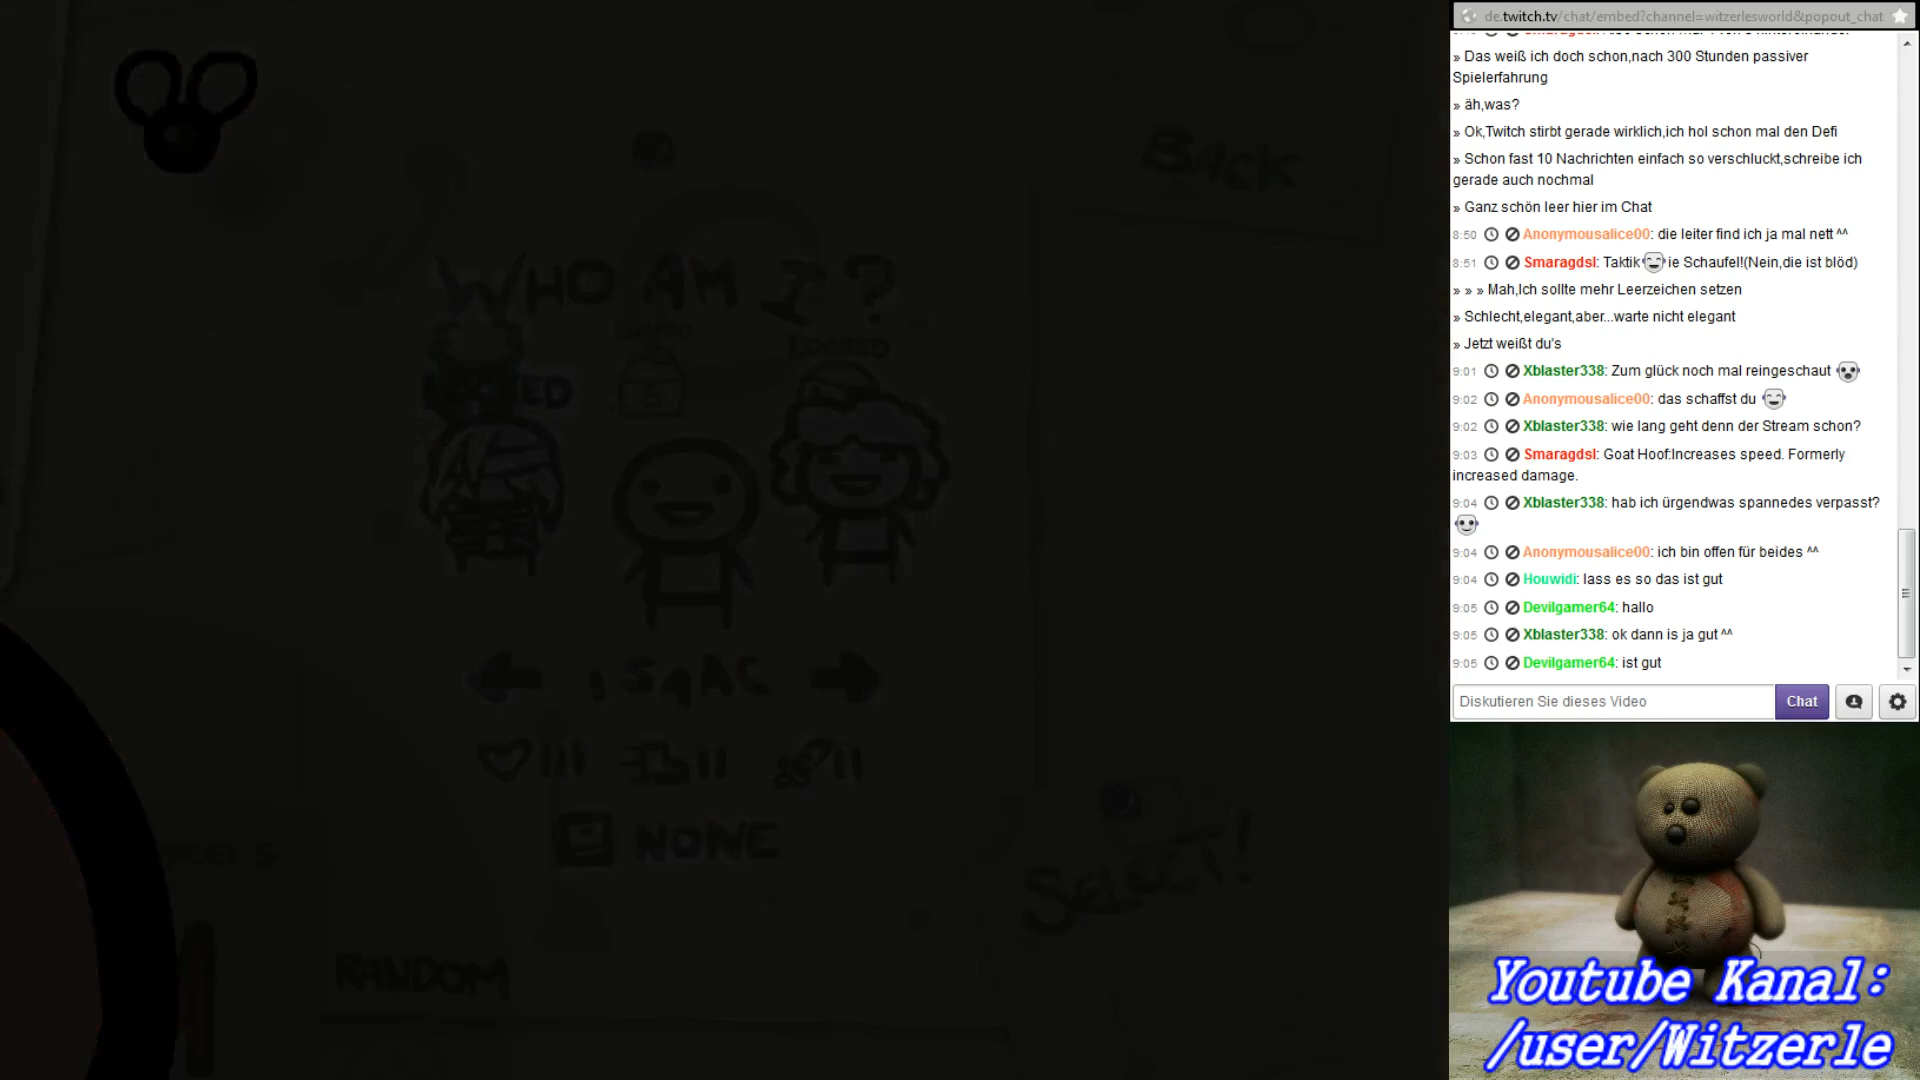 BACK
WHO AM I?
LOCKED
LOCKED
ISAAC
NONE
SELECT!
RANDOM
de.twitch.tv/chat/embed?channel=witzerlesworld&popout_chat
» Das weiß ich doch schon,nach 300 Stunden passiver
Spielerfahrung
» äh,was?
» Ok,Twitch stirbt gerade wirklich,ich hol schon mal den Defi
» Schon fast 10 Nachrichten einfach so verschluckt,schreibe ich
gerade auch nochmal
» Ganz schön leer hier im Chat
8:50 Anonymousalice00: die leiter find ich ja mal nett ^^
8:51 Smaragdsl: Taktik ie Schaufel!(Nein,die ist blöd)
» » » Mah,Ich sollte mehr Leerzeichen setzen
» Schlecht,elegant,aber...warte nicht elegant
» Jetzt weißt du's
9:01 Xblaster338: Zum glück noch mal reingeschaut
9:02 Anonymousalice00: das schaffst du
9:02 Xblaster338: wie lang geht denn der Stream schon?
9:03 Smaragdsl: Goat Hoof:Increases speed. Formerly
increased damage.
9:04 Xblaster338: hab ich ürgendwas spannedes verpasst?
9:04 Anonymousalice00: ich bin offen für beides ^^
9:04 Houwidi: lass es so das ist gut
9:05 Devilgamer64: hallo
9:05 Xblaster338: ok dann is ja gut ^^
9:05 Devilgamer64: ist gut
Diskutieren Sie dieses Video
Chat
Youtube Kanal:
/user/Witzerle